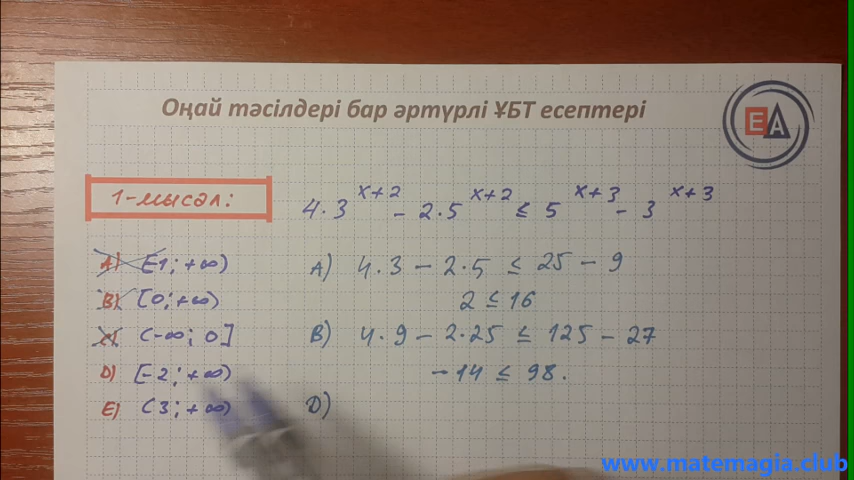 Оңай тәсілдері бар әртүрлі ҰБТ есептері
EA
1-мысал:
4·3^(x+2) - 2·5^(x+2) ≤ 5^(x+3) - 3^(x+3)
A) [-1; +∞)
B) [0; +∞)
C) (-∞; 0]
D) [-2; +∞)
E) (3; +∞)
A) 4·3 - 2·5 ≤ 25 - 9
2 ≤ 16
B) 4·9 - 2·25 ≤ 125 - 27
-14 ≤ 98.
D)
www.matemagia.club